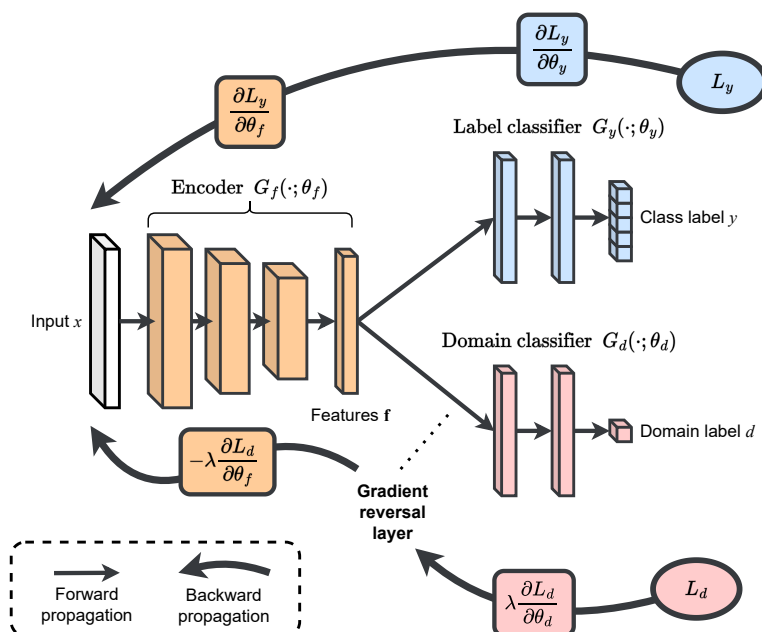 ∂L_y/∂θ_y
L_y
∂L_y/∂θ_f
Label classifier G_y(·;θ_y)
Encoder G_f(·;θ_f)
Class label y
Input x
Domain classifier G_d(·;θ_d)
Features f
Domain label d
−λ ∂L_d/∂θ_f
Gradient
reversal
layer
λ ∂L_d/∂θ_d
L_d
Forward
propagation
Backward
propagation